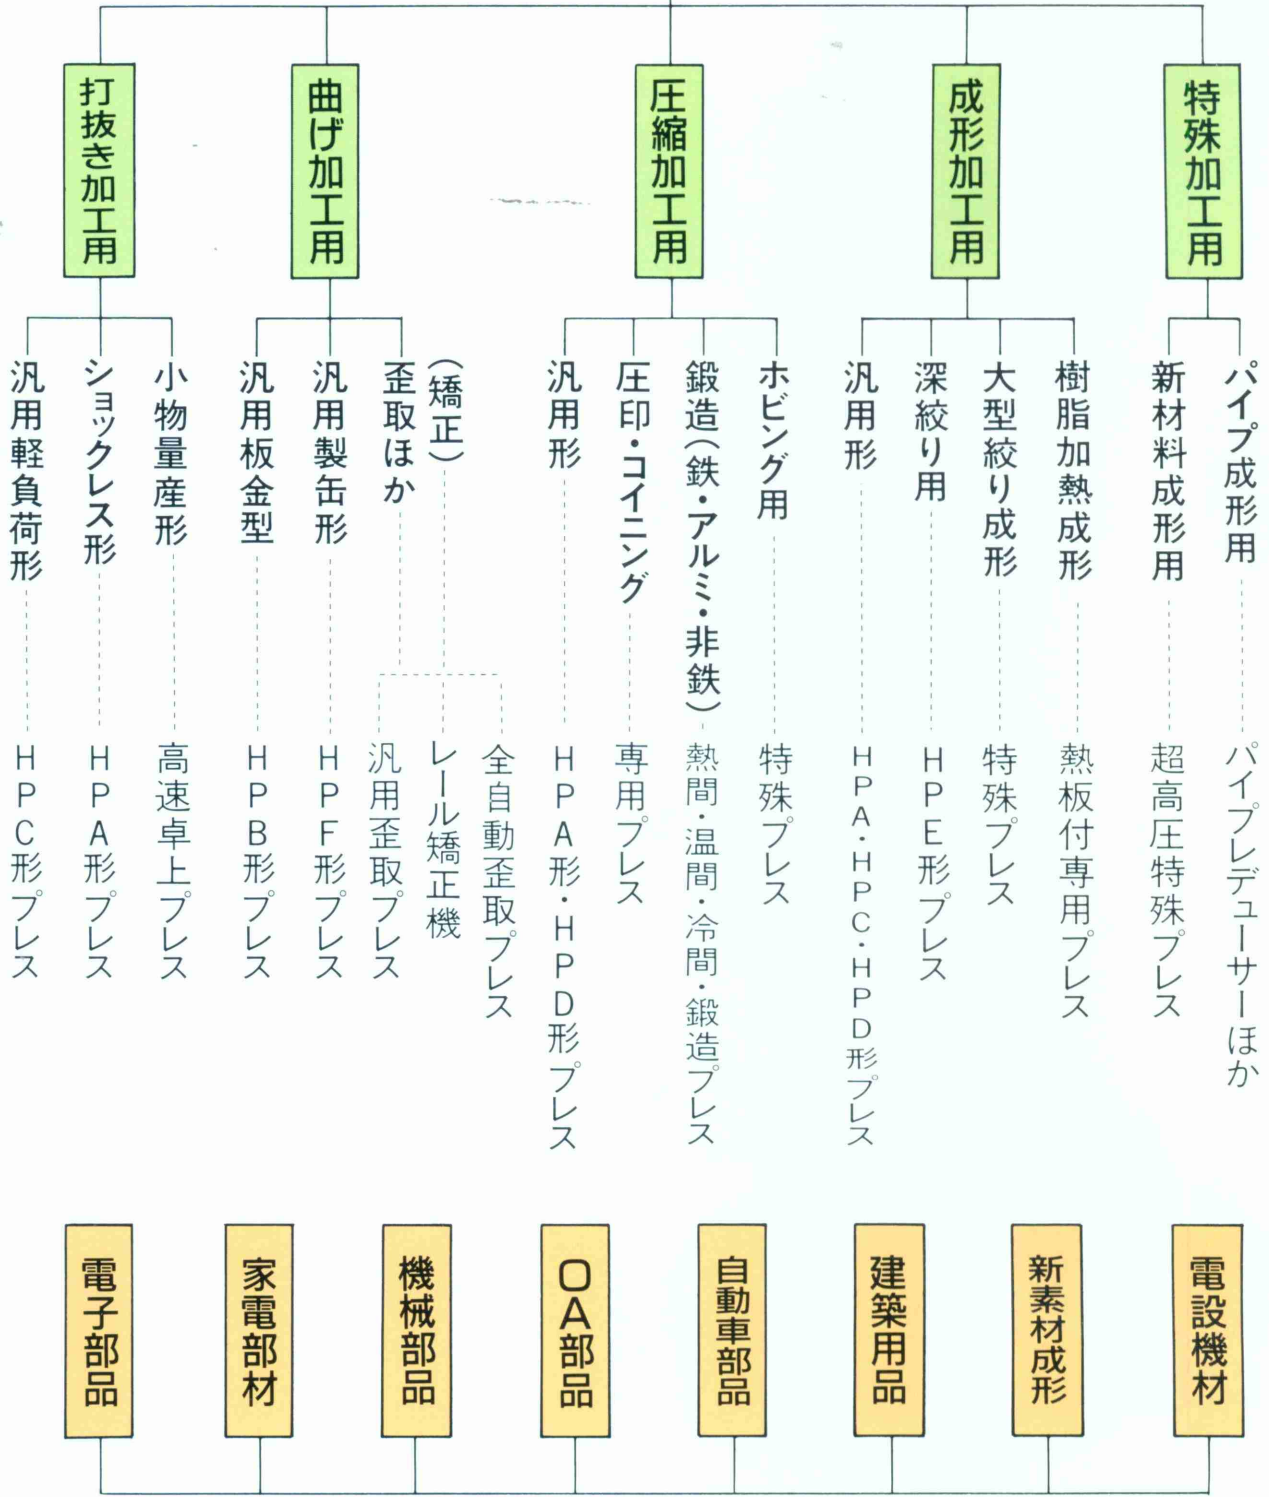 打抜き加工用
曲げ加工用
圧縮加工用
成形加工用
特殊加工用
汎用軽負荷形
ショックレス形
小物量産形
汎用板金型
汎用製缶形
歪取ほか
(矯正)
汎用形
圧印・コイニング
鍛造(鉄・アルミ・非鉄)
ホビング用
汎用形
深絞り用
大型絞り成形
樹脂加熱成形
新材料成形用
パイプ成形用
HPC形プレス
HPA形プレス
高速卓上プレス
HPB形プレス
HPF形プレス
汎用歪取プレス
レール矯正機
全自動歪取プレス
HPA形・HPD形プレス
専用プレス
熱間・温間・冷間・鍛造プレス
特殊プレス
HPA・HPC・HPD形プレス
HPE形プレス
特殊プレス
熱板付専用プレス
超高圧特殊プレス
パイプレデューサーほか
電子部品
家電部材
機械部品
OA部品
自動車部品
建築用品
新素材成形
電設機材